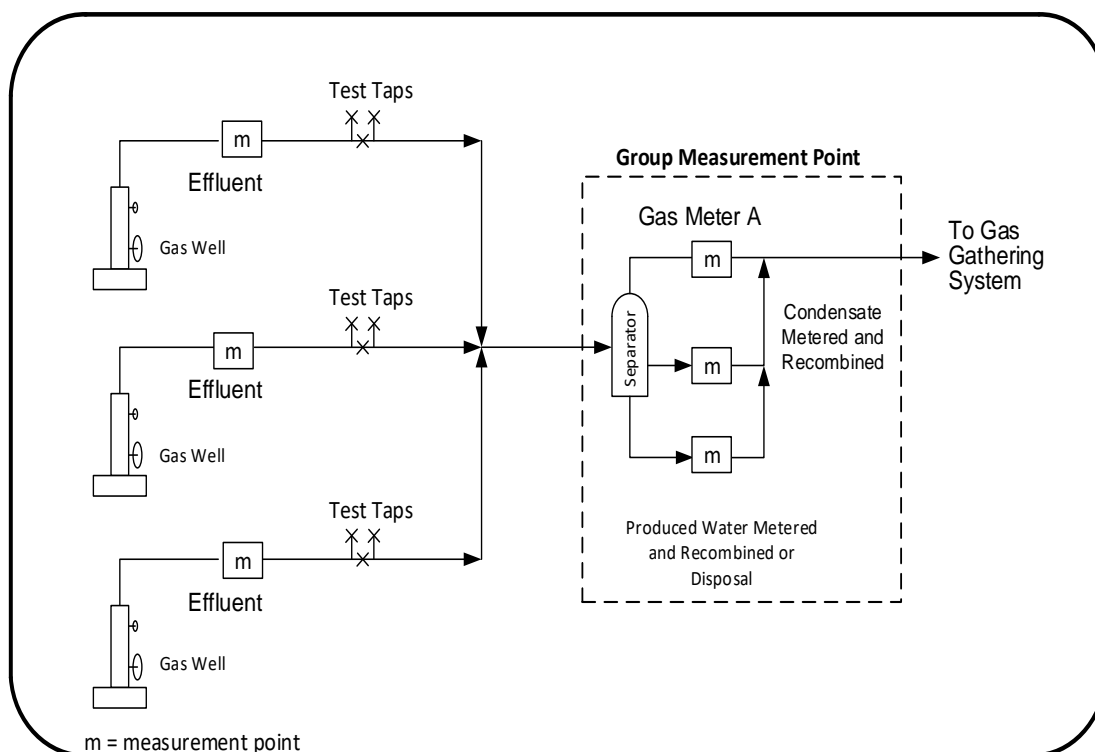 Test Taps
m
Effluent
Gas Well
Test Taps
m
Effluent
Gas Well
Test Taps
m
Effluent
Gas Well
Group Measurement Point
Gas Meter A
m
Separator
m
m
Condensate
Metered and
Recombined
Produced Water Metered
and Recombined or
Disposal
To Gas
Gathering
System
m = measurement point